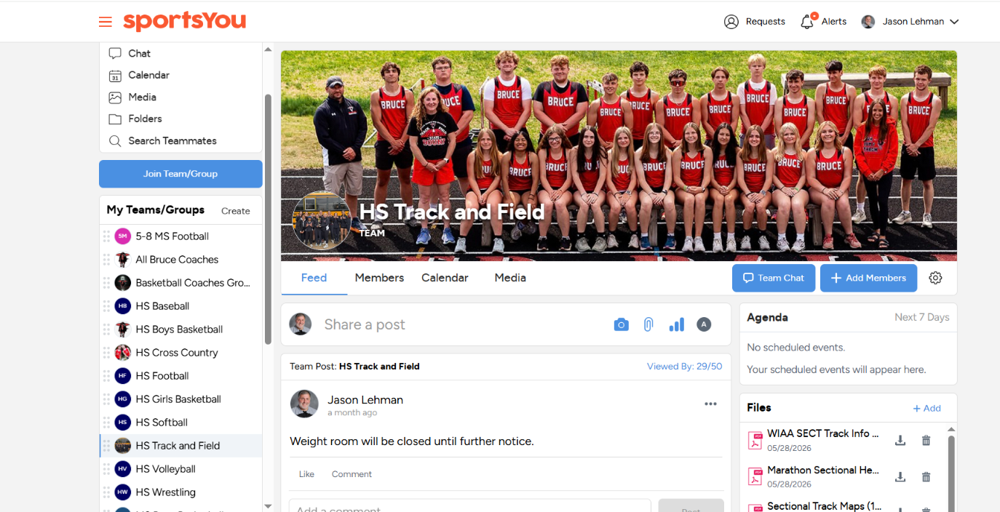 sportsYou
Requests
Alerts
Jason Lehman
Chat
31
Calendar
Media
Folders
Search Teammates
Join Team/Group
My Teams/Groups Create
5M 5-8 MS Football
All Bruce Coaches
Basketball Coaches Gro...
HB HS Baseball
HS Boys Basketball
HS Cross Country
HF HS Football
HG HS Girls Basketball
HS HS Softball
HS Track and Field
HV HS Volleyball
HW HS Wrestling
BRUCE
BRUCE
BRUCE
BRUCE
BRUCE
BRUCE
BRUCE
BRUCE
BRUCE
BRUCE
BRUCE
HS Track and Field
TEAM
Feed Members Calendar Media
Team Chat
Add Members
Share a post
A
Team Post: HS Track and Field Viewed By: 29/50
Jason Lehman
a month ago
Weight room will be closed until further notice.
Like Comment
Add a comment
Post
Agenda Next 7 Days
No scheduled events.
Your scheduled events will appear here.
Files + Add
PDF
WIAA SECT Track Info ...
05/28/2026
PDF
Marathon Sectional He...
05/28/2026
PDF
Sectional Track Maps (1...